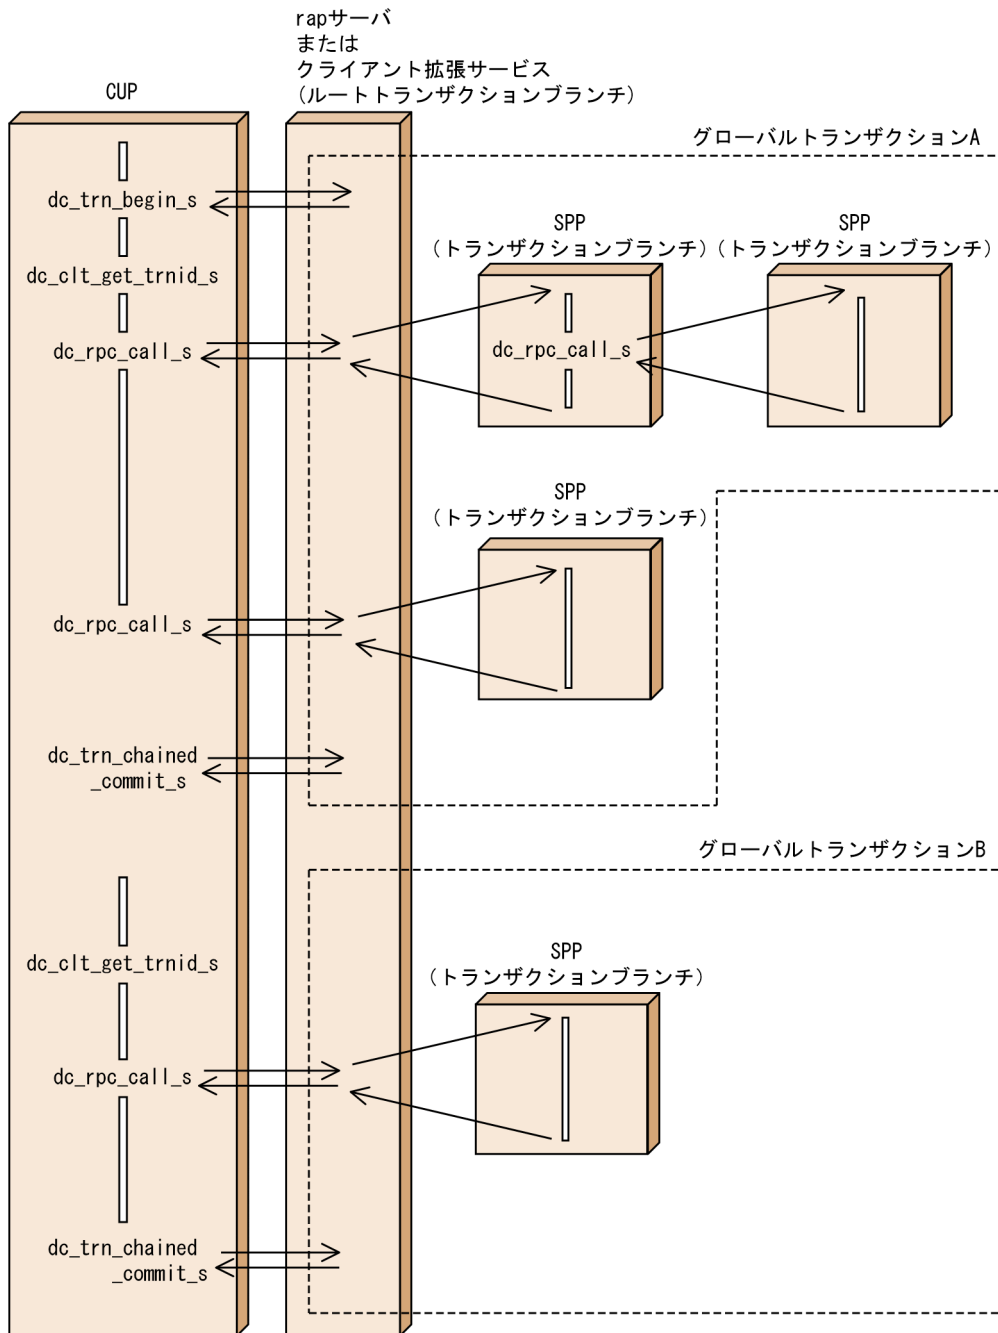 rapサーバ
または
クライアント拡張サービス
(ルートトランザクションブランチ)
CUP
グローバルトランザクションA
dc_trn_begin_s
SPP
(トランザクションブランチ)
SPP
(トランザクションブランチ)
dc_clt_get_trnid_s
dc_rpc_call_s
dc_rpc_call_s
SPP
(トランザクションブランチ)
dc_rpc_call_s
dc_trn_chained
_commit_s
グローバルトランザクションB
dc_clt_get_trnid_s
SPP
(トランザクションブランチ)
dc_rpc_call_s
dc_trn_chained
_commit_s